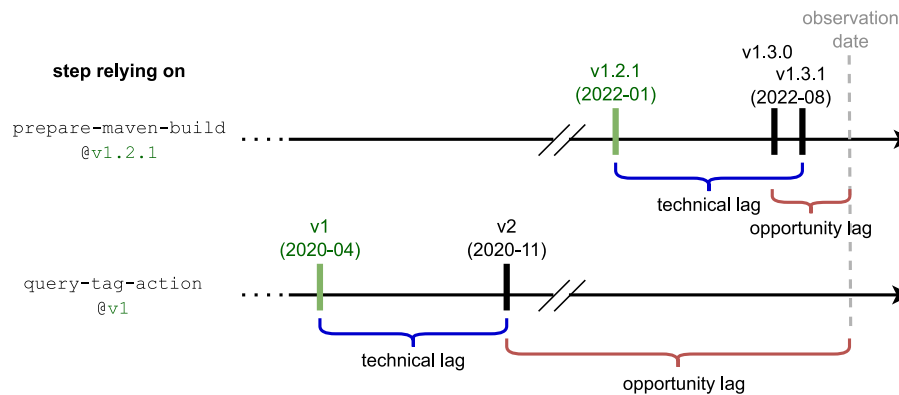 observation
date
step relying on
v1.3.0
v1.2.1
v1.3.1
(2022-01)
(2022-08)
prepare-maven-build
@v1.2.1
technical lag
opportunity lag
v1
v2
(2020-04)
(2020-11)
query-tag-action
@v1
technical lag
opportunity lag